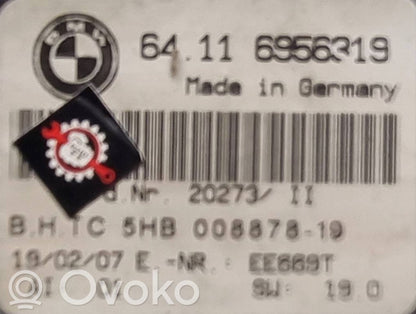 BMW
64.11 6956319
Made in Germany
d.Nr. 20273/ II
B.H.TC 5HB 008878-19
19/02/07 E.-NR.: EE669T
SW: 19.0
Ovoko